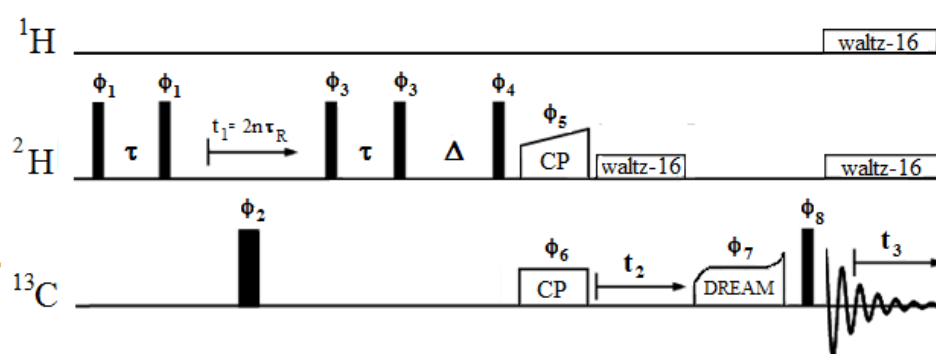 ¹H
waltz-16
ϕ₁ ϕ₁ ϕ₃ ϕ₃ ϕ₄
ϕ₅
t₁= 2nτ_R
²H τ τ Δ CP waltz-16 waltz-16
ϕ₂ ϕ₈
ϕ₆ ϕ₇
t₂ t₃
¹³C CP DREAM